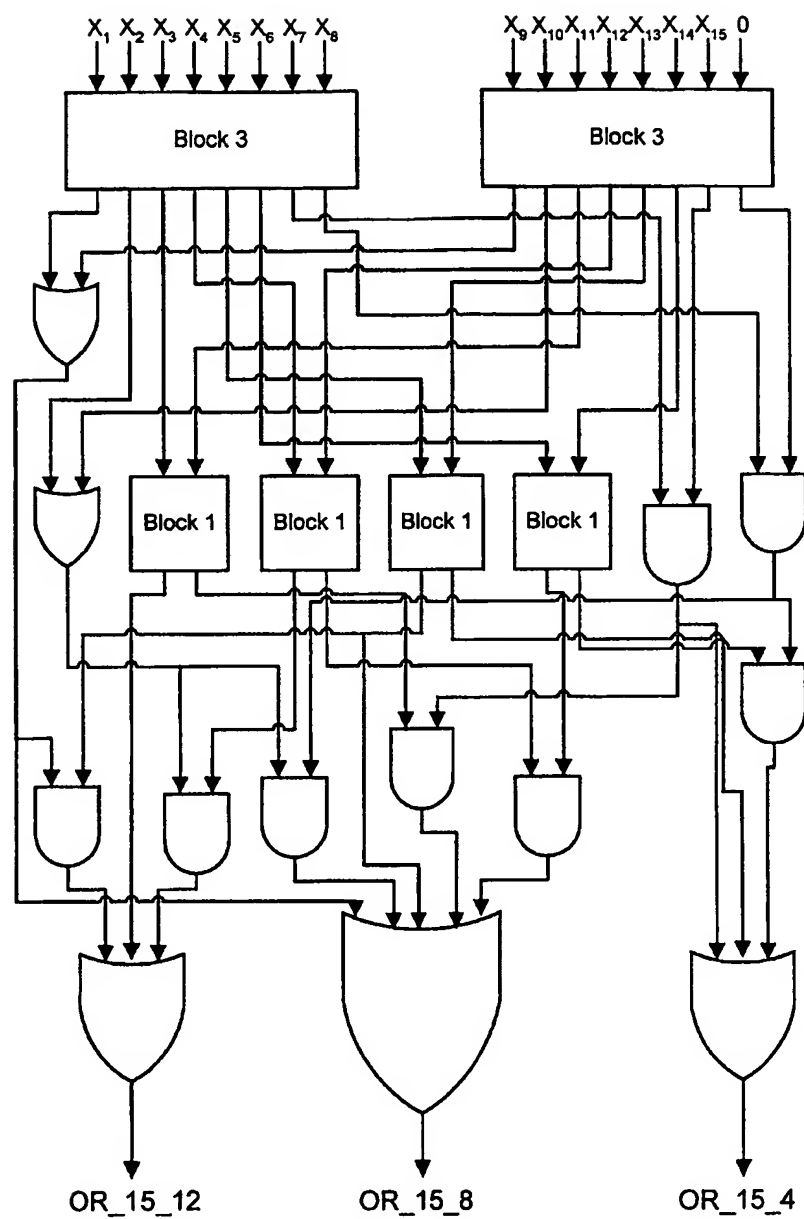 X₁ X₂ X₃ X₄ X₅ X₆ X₇ X₈
X₉ X₁₀ X₁₁ X₁₂ X₁₃ X₁₄ X₁₅ 0
Block 3
Block 3
Block 1
Block 1
Block 1
Block 1
OR_15_12
OR_15_8
OR_15_4